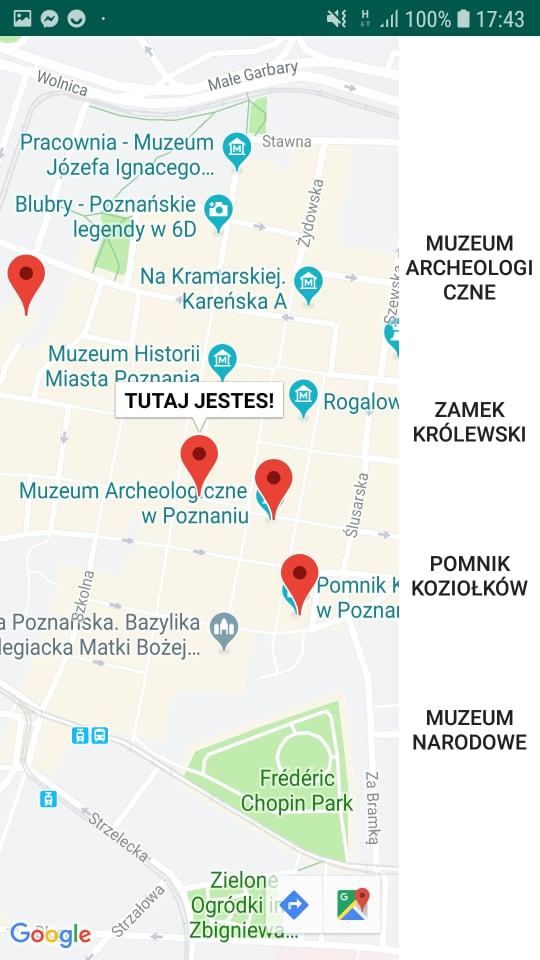 H
100%
17:43
Wolnica
Małe Garbary
Pracownia - Muzeum
Józefa Ignacego...
Stawna
Blubry - Poznańskie
legendy w 6D
Żydowska
Na Kramarskiej.
Kareńska A
Muzeum Historii
Miasta Poznania
TUTAJ JESTES!
Rogalow
Muzeum Archeologiczne
w Poznaniu
Ślusarska
Szkolna
Pomnik K
w Poznan
a Poznańska. Bazylika
legiacka Matki Bożej...
Frédéric
Chopin Park
Za Bramką
Strzelecka
Strzałowa
Zielone
Ogródki i
Zbigniewa...
Google
MUZEUM
ARCHEOLOGI
CZNE
ZAMEK
KRÓLEWSKI
POMNIK
KOZIOŁKÓW
MUZEUM
NARODOWE